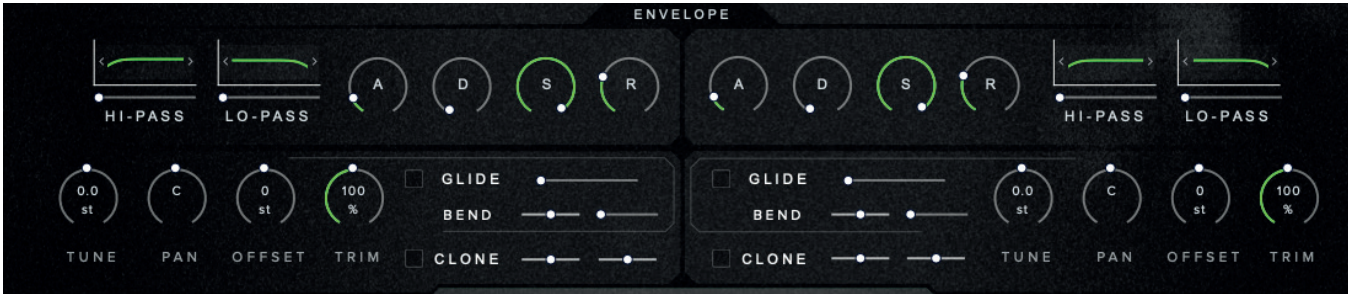 ENVELOPE
A D S R A D S R
HI-PASS LO-PASS HI-PASS LO-PASS
0.0 C 0 100 GLIDE GLIDE 0.0 C 0 100
st st % BEND BEND st st %
TUNE PAN OFFSET TRIM CLONE CLONE TUNE PAN OFFSET TRIM